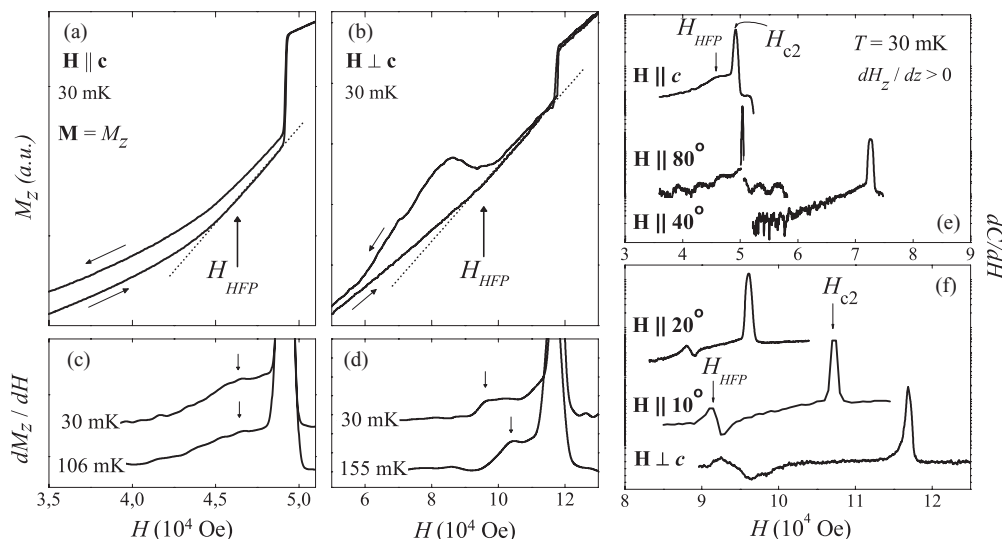 (a)
H ∥ c
30 mK
M = M_z
H_HFP
M_z (a.u.)
(b)
H ⊥ c
30 mK
H_HFP
(c)
30 mK
106 mK
dM_z / dH
3,5 4,0 4,5 5,0
H (10^4 Oe)
(d)
30 mK
155 mK
6 8 10 12
H (10^4 Oe)
H_HFP
H_c2
T = 30 mK
dH_z / dz > 0
H ∥ c
H ∥ 80°
H ∥ 40°
(e)
3 4 5 6 7 8 9
dC/dH
(f)
H ∥ 20°
H_c2
H_HFP
H ∥ 10°
H ⊥ c
8 9 10 11 12
H (10^4 Oe)